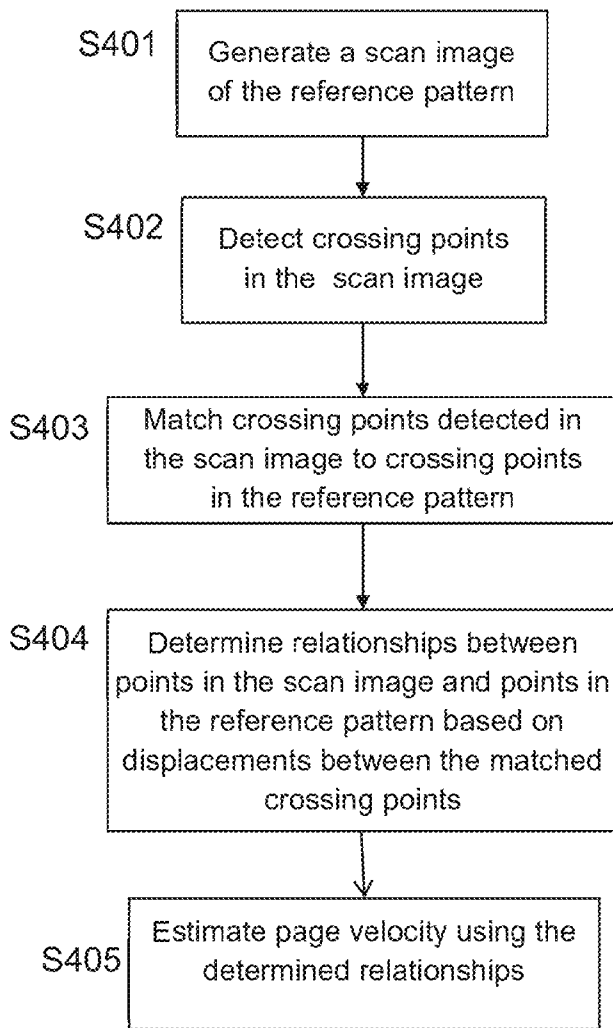 S401
Generate a scan image
of the reference pattern
S402
Detect crossing points
in the scan image
S403
Match crossing points detected in
the scan image to crossing points
in the reference pattern
S404
Determine relationships between
points in the scan image and points in
the reference pattern based on
displacements between the matched
crossing points
S405
Estimate page velocity using the
determined relationships